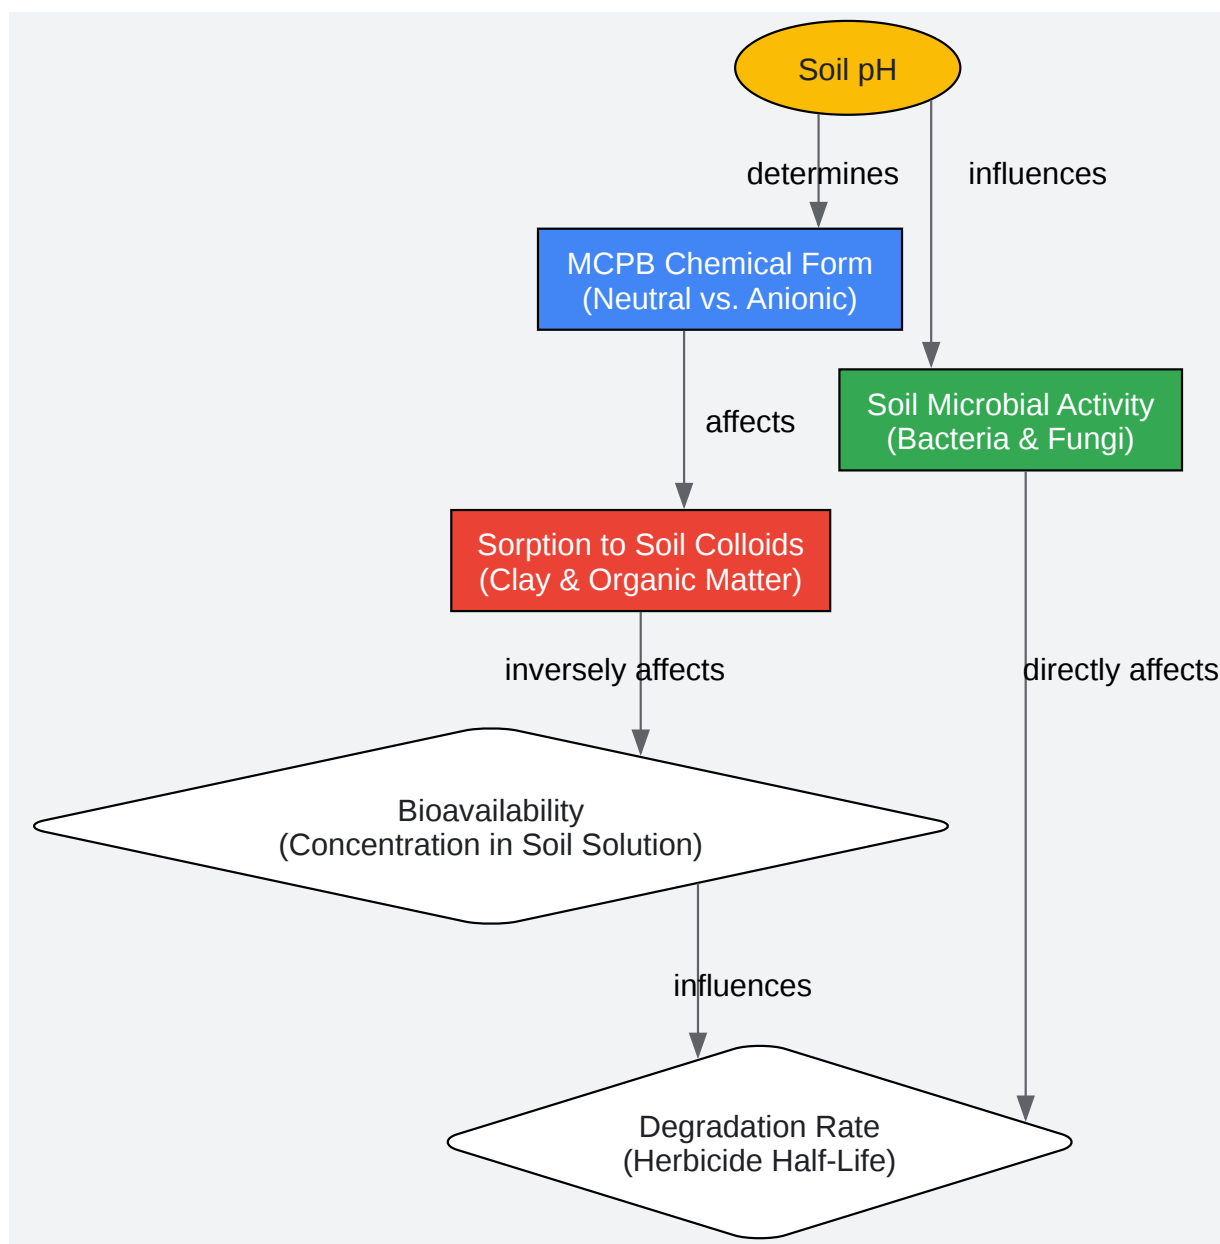 Soil pH
determines
influences
MCPB Chemical Form
(Neutral vs. Anionic)
Soil Microbial Activity
(Bacteria & Fungi)
affects
Sorption to Soil Colloids
(Clay & Organic Matter)
inversely affects
directly affects
Bioavailability
(Concentration in Soil Solution)
influences
Degradation Rate
(Herbicide Half-Life)